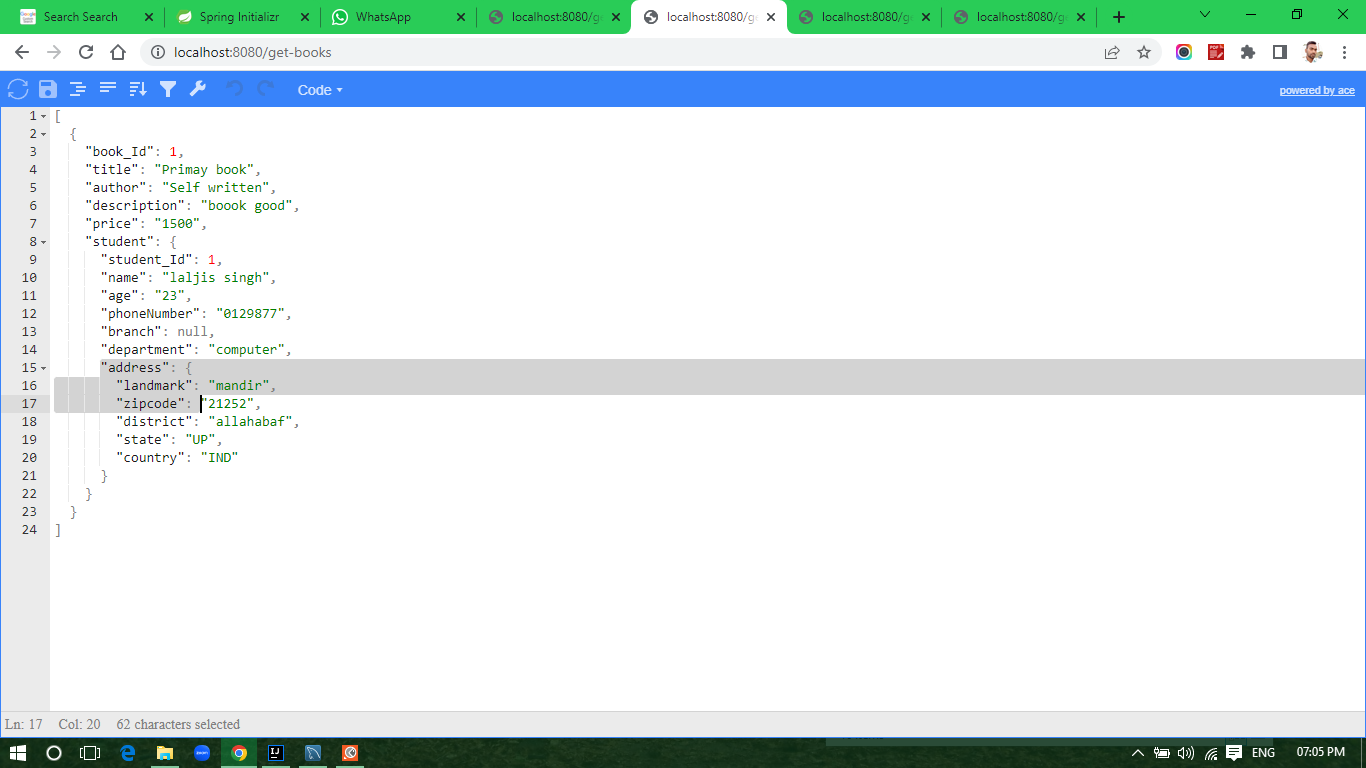 Search Search
Spring Initializr
WhatsApp
localhost:8080/ge
localhost:8080/ge
localhost:8080/ge
localhost:8080/ge
localhost:8080/get-books
Code
powered by ace
1 [
2 {
3 "book_Id": 1,
4 "title": "Primay book",
5 "author": "Self written",
6 "description": "boook good",
7 "price": "1500",
8 "student": {
9 "student_Id": 1,
10 "name": "laljis singh",
11 "age": "23",
12 "phoneNumber": "0129877",
13 "branch": null,
14 "department": "computer",
15 "address": {
16 "landmark": "mandir",
17 "zipcode": "21252",
18 "district": "allahabaf",
19 "state": "UP",
20 "country": "IND"
21 }
22 }
23 }
24 ]
Ln: 17 Col: 20 62 characters selected
ENG 07:05 PM